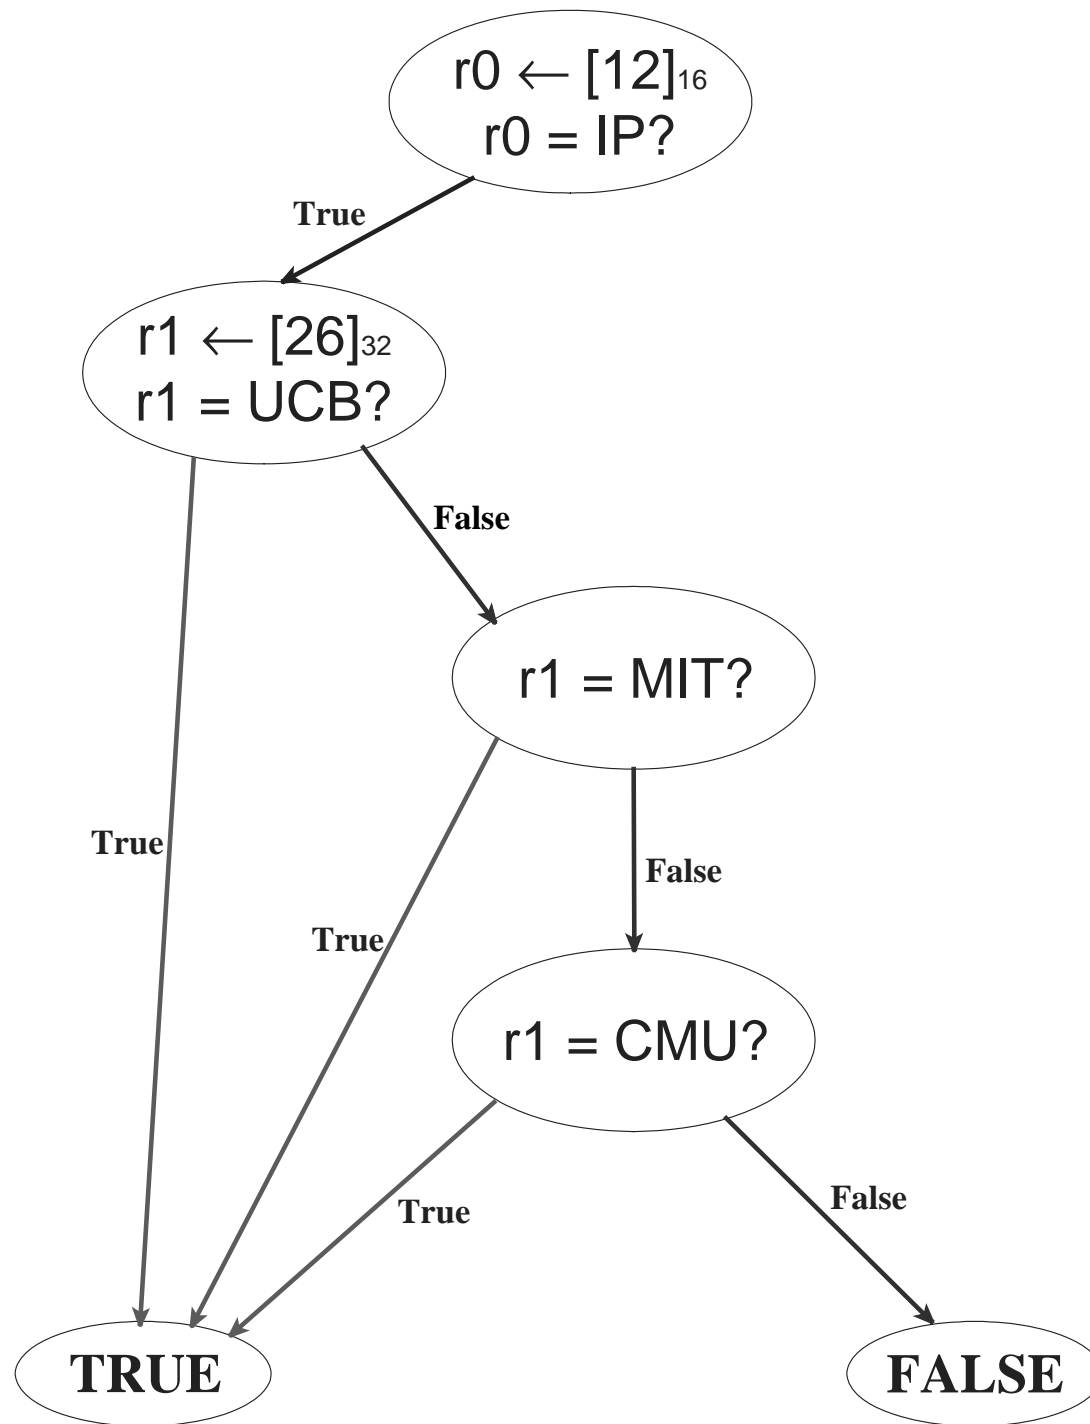 r0 ← [12]16
r0 = IP?
True
r1 ← [26]32
r1 = UCB?
False
r1 = MIT?
True
False
True
r1 = CMU?
True
False
TRUE
FALSE